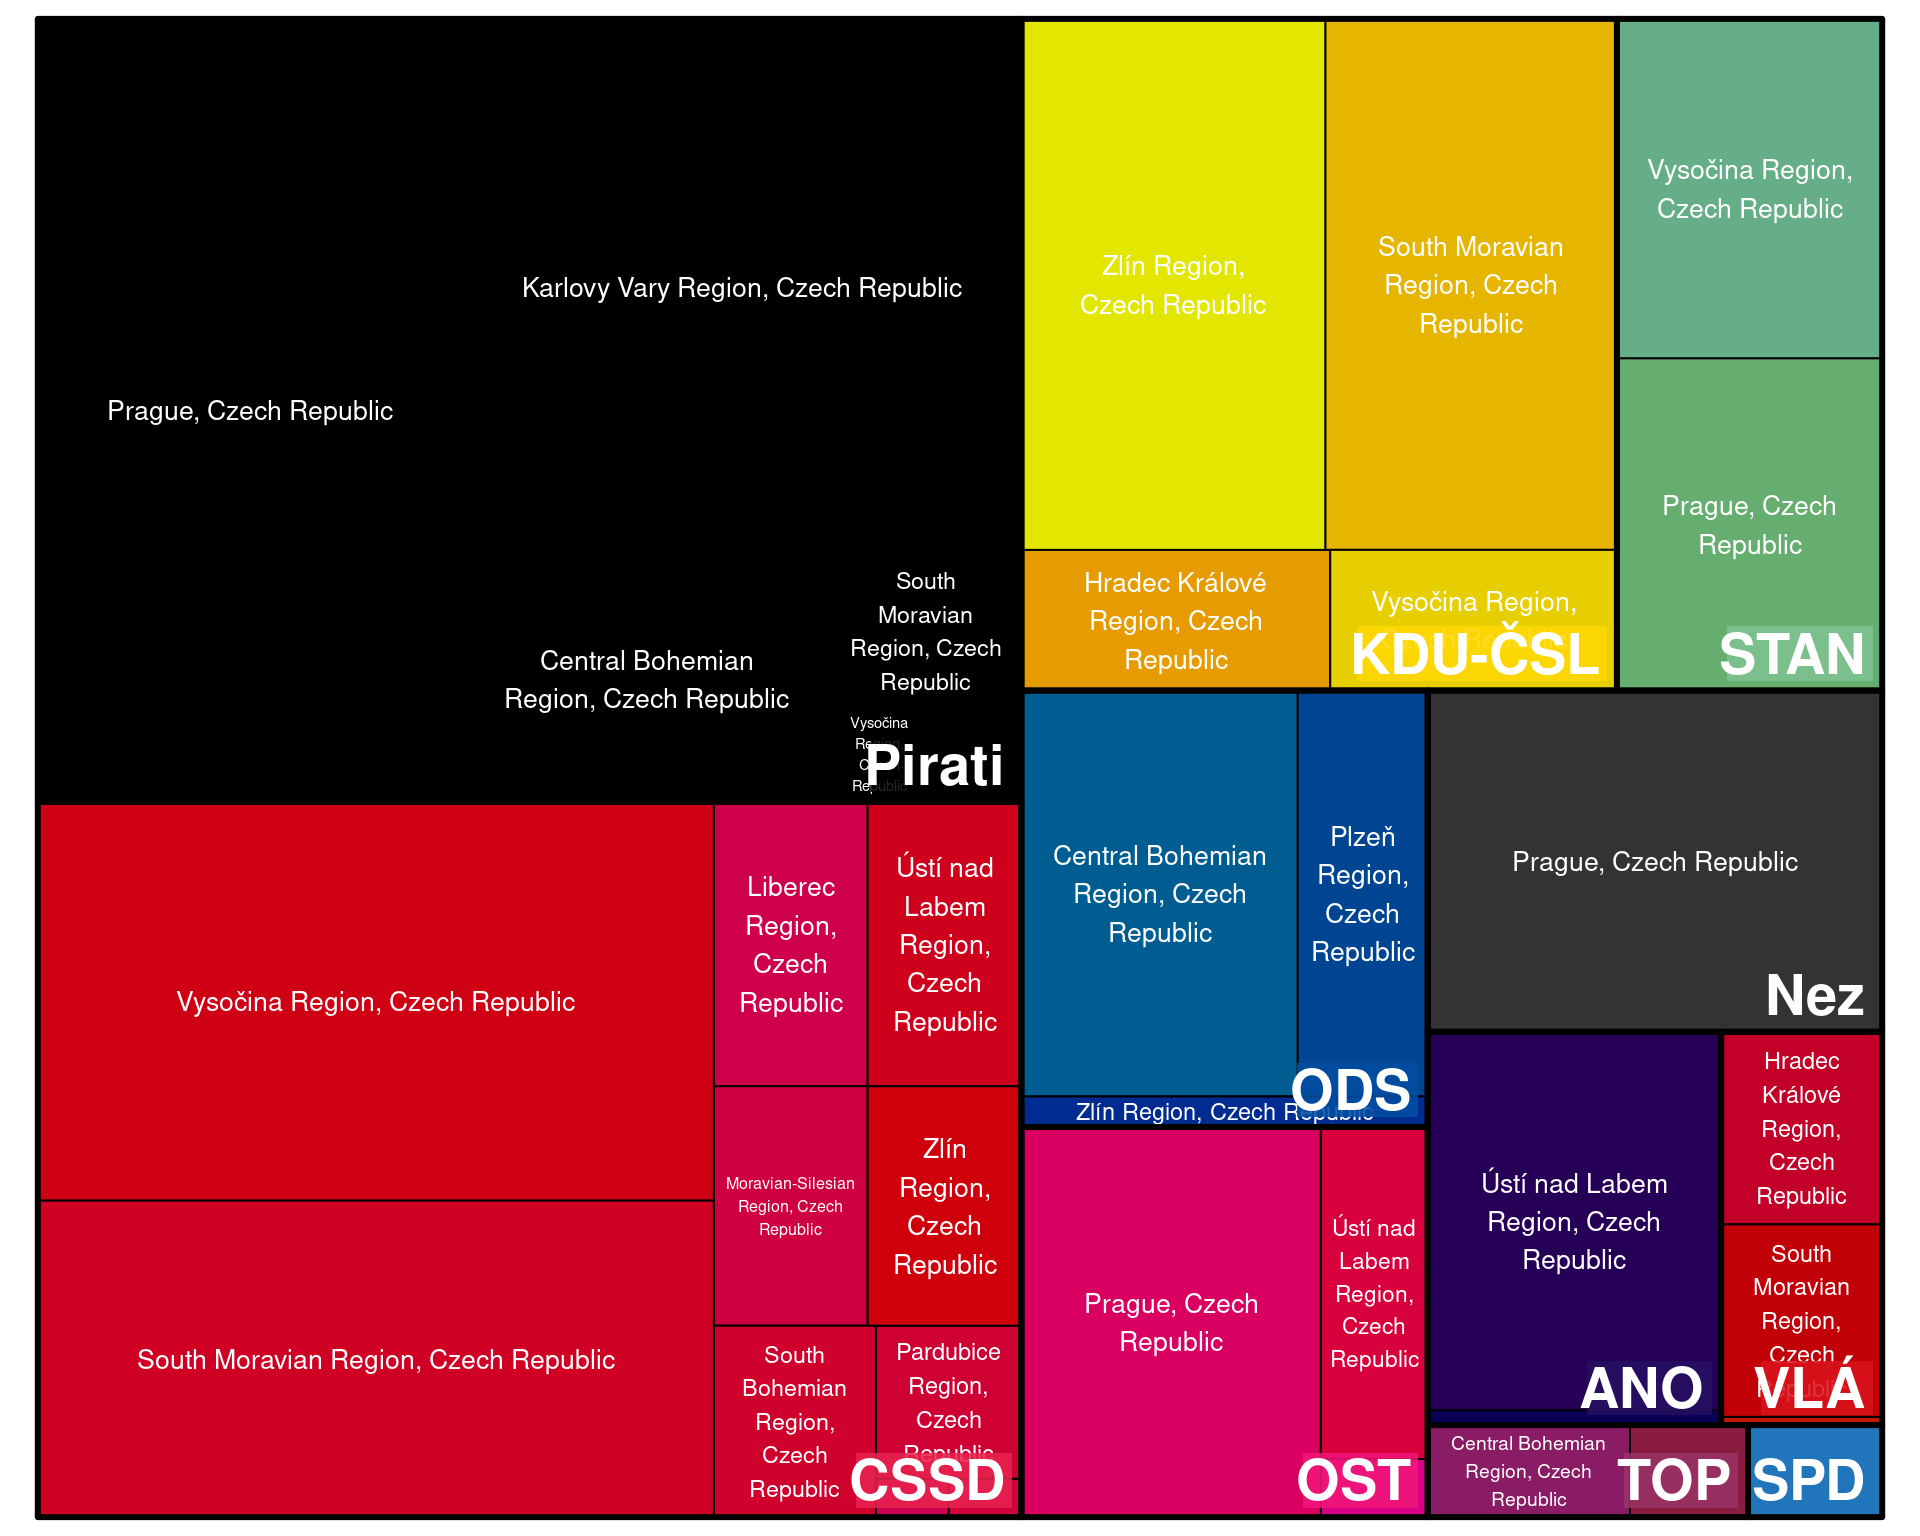 Karlovy Vary Region, Czech Republic
Prague, Czech Republic
Central Bohemian
Region, Czech Republic
South
Moravian
Region, Czech
Republic
Vysočina
Republic
Pirati
Zlín Region,
Czech Republic
South Moravian
Region, Czech
Republic
Hradec Králové
Region, Czech
Republic
Vysočina Region,
Czech Republic
KDU-ČSL
Vysočina Region,
Czech Republic
Prague, Czech
Republic
STAN
Vysočina Region, Czech Republic
South Moravian Region, Czech Republic
Liberec
Region,
Czech
Republic
Ústí nad
Labem
Region,
Czech
Republic
Moravian-Silesian
Region, Czech
Republic
Zlín
Region,
Czech
Republic
South
Bohemian
Region,
Czech
Republic
Pardubice
Region,
Czech
Republic
CSSD
Central Bohemian
Region, Czech
Republic
Plzeň
Region,
Czech
Republic
Zlín Region, Czech Republic
ODS
Prague, Czech Republic
Nez
Prague, Czech
Republic
Ústí nad
Labem
Region,
Czech
Republic
OST
Ústí nad Labem
Region, Czech
Republic
ANO
Hradec
Králové
Region,
Czech
Republic
South
Moravian
Region,
Czech
VLÁ
Central Bohemian
Region, Czech
Republic
TOP
SPD